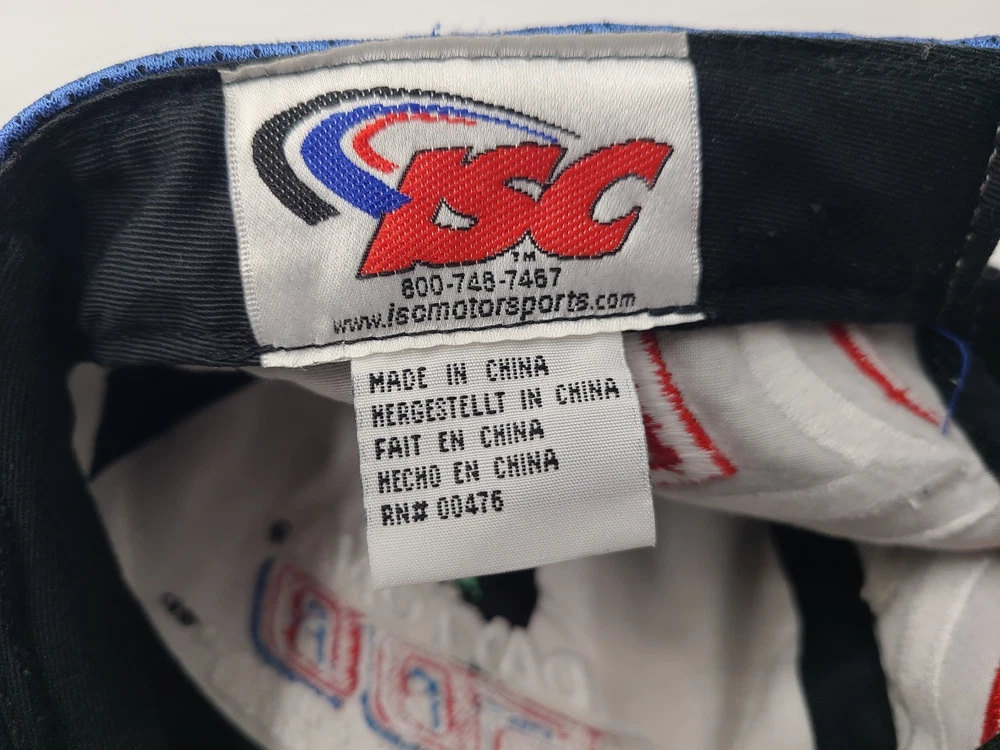 ISC
TM
800-748-7467
www.iscmotorsports.com
MADE IN CHINA
HERGESTELLT IN CHINA
FAIT EN CHINA
HECHO EN CHINA
RN# 00476